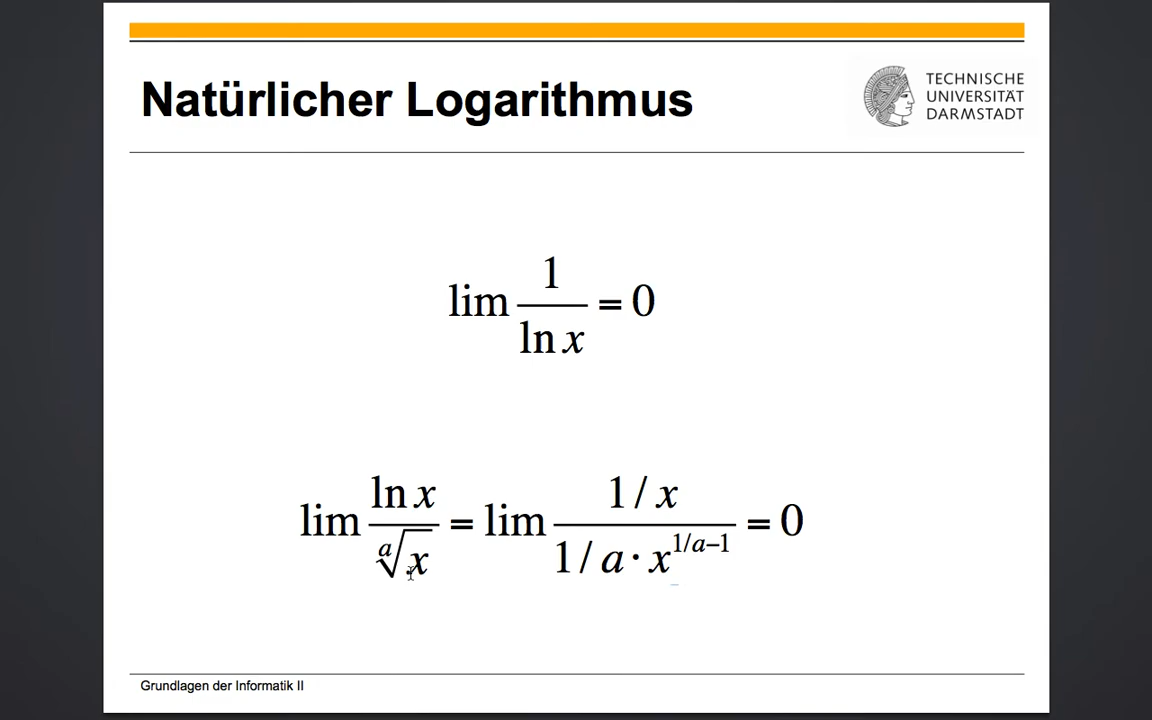 Natürlicher Logarithmus
TECHNISCHE
UNIVERSITÄT
DARMSTADT
lim 1 / ln x = 0
lim ln x / ᵃ√x = lim (1 / x) / (1 / a · x^(1/a−1)) = 0
Grundlagen der Informatik II